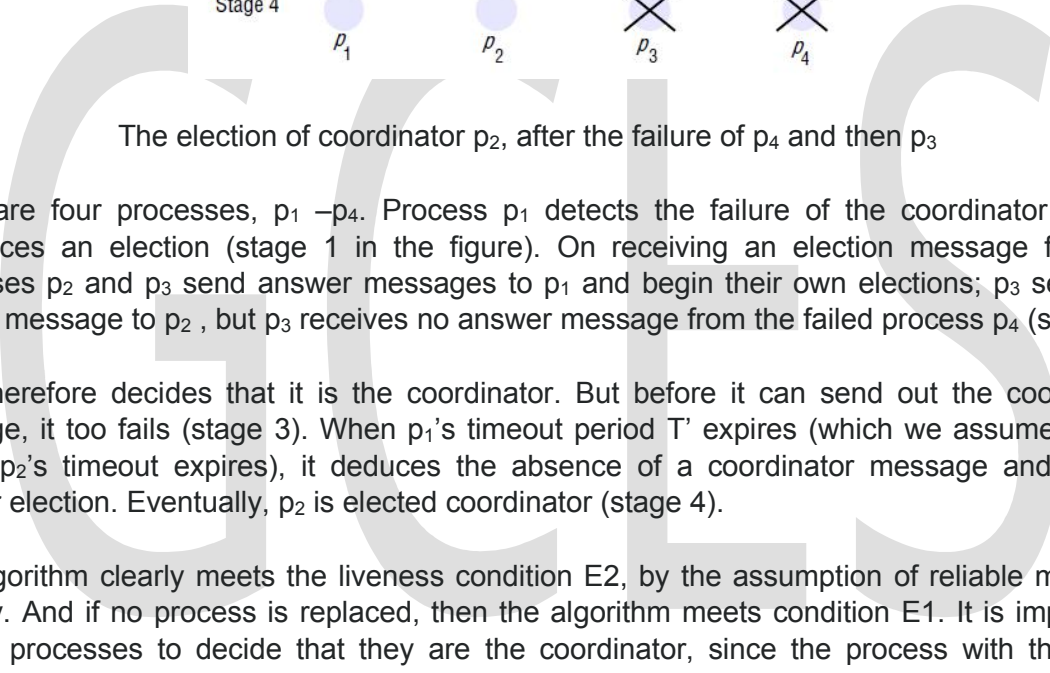 Stage 4
p1 p2 p3 p4
GCES
The election of coordinator p2, after the failure of p4 and then p3
are four processes, p1 –p4. Process p1 detects the failure of the coordinator
ces an election (stage 1 in the figure). On receiving an election message f
ses p2 and p3 send answer messages to p1 and begin their own elections; p3 se
message to p2 , but p3 receives no answer message from the failed process p4 (s
herefore decides that it is the coordinator. But before it can send out the coo
ge, it too fails (stage 3). When p1's timeout period T’ expires (which we assume
p2’s timeout expires), it deduces the absence of a coordinator message and
r election. Eventually, p2 is elected coordinator (stage 4).
gorithm clearly meets the liveness condition E2, by the assumption of reliable m
y. And if no process is replaced, then the algorithm meets condition E1. It is imp
processes to decide that they are the coordinator, since the process with th